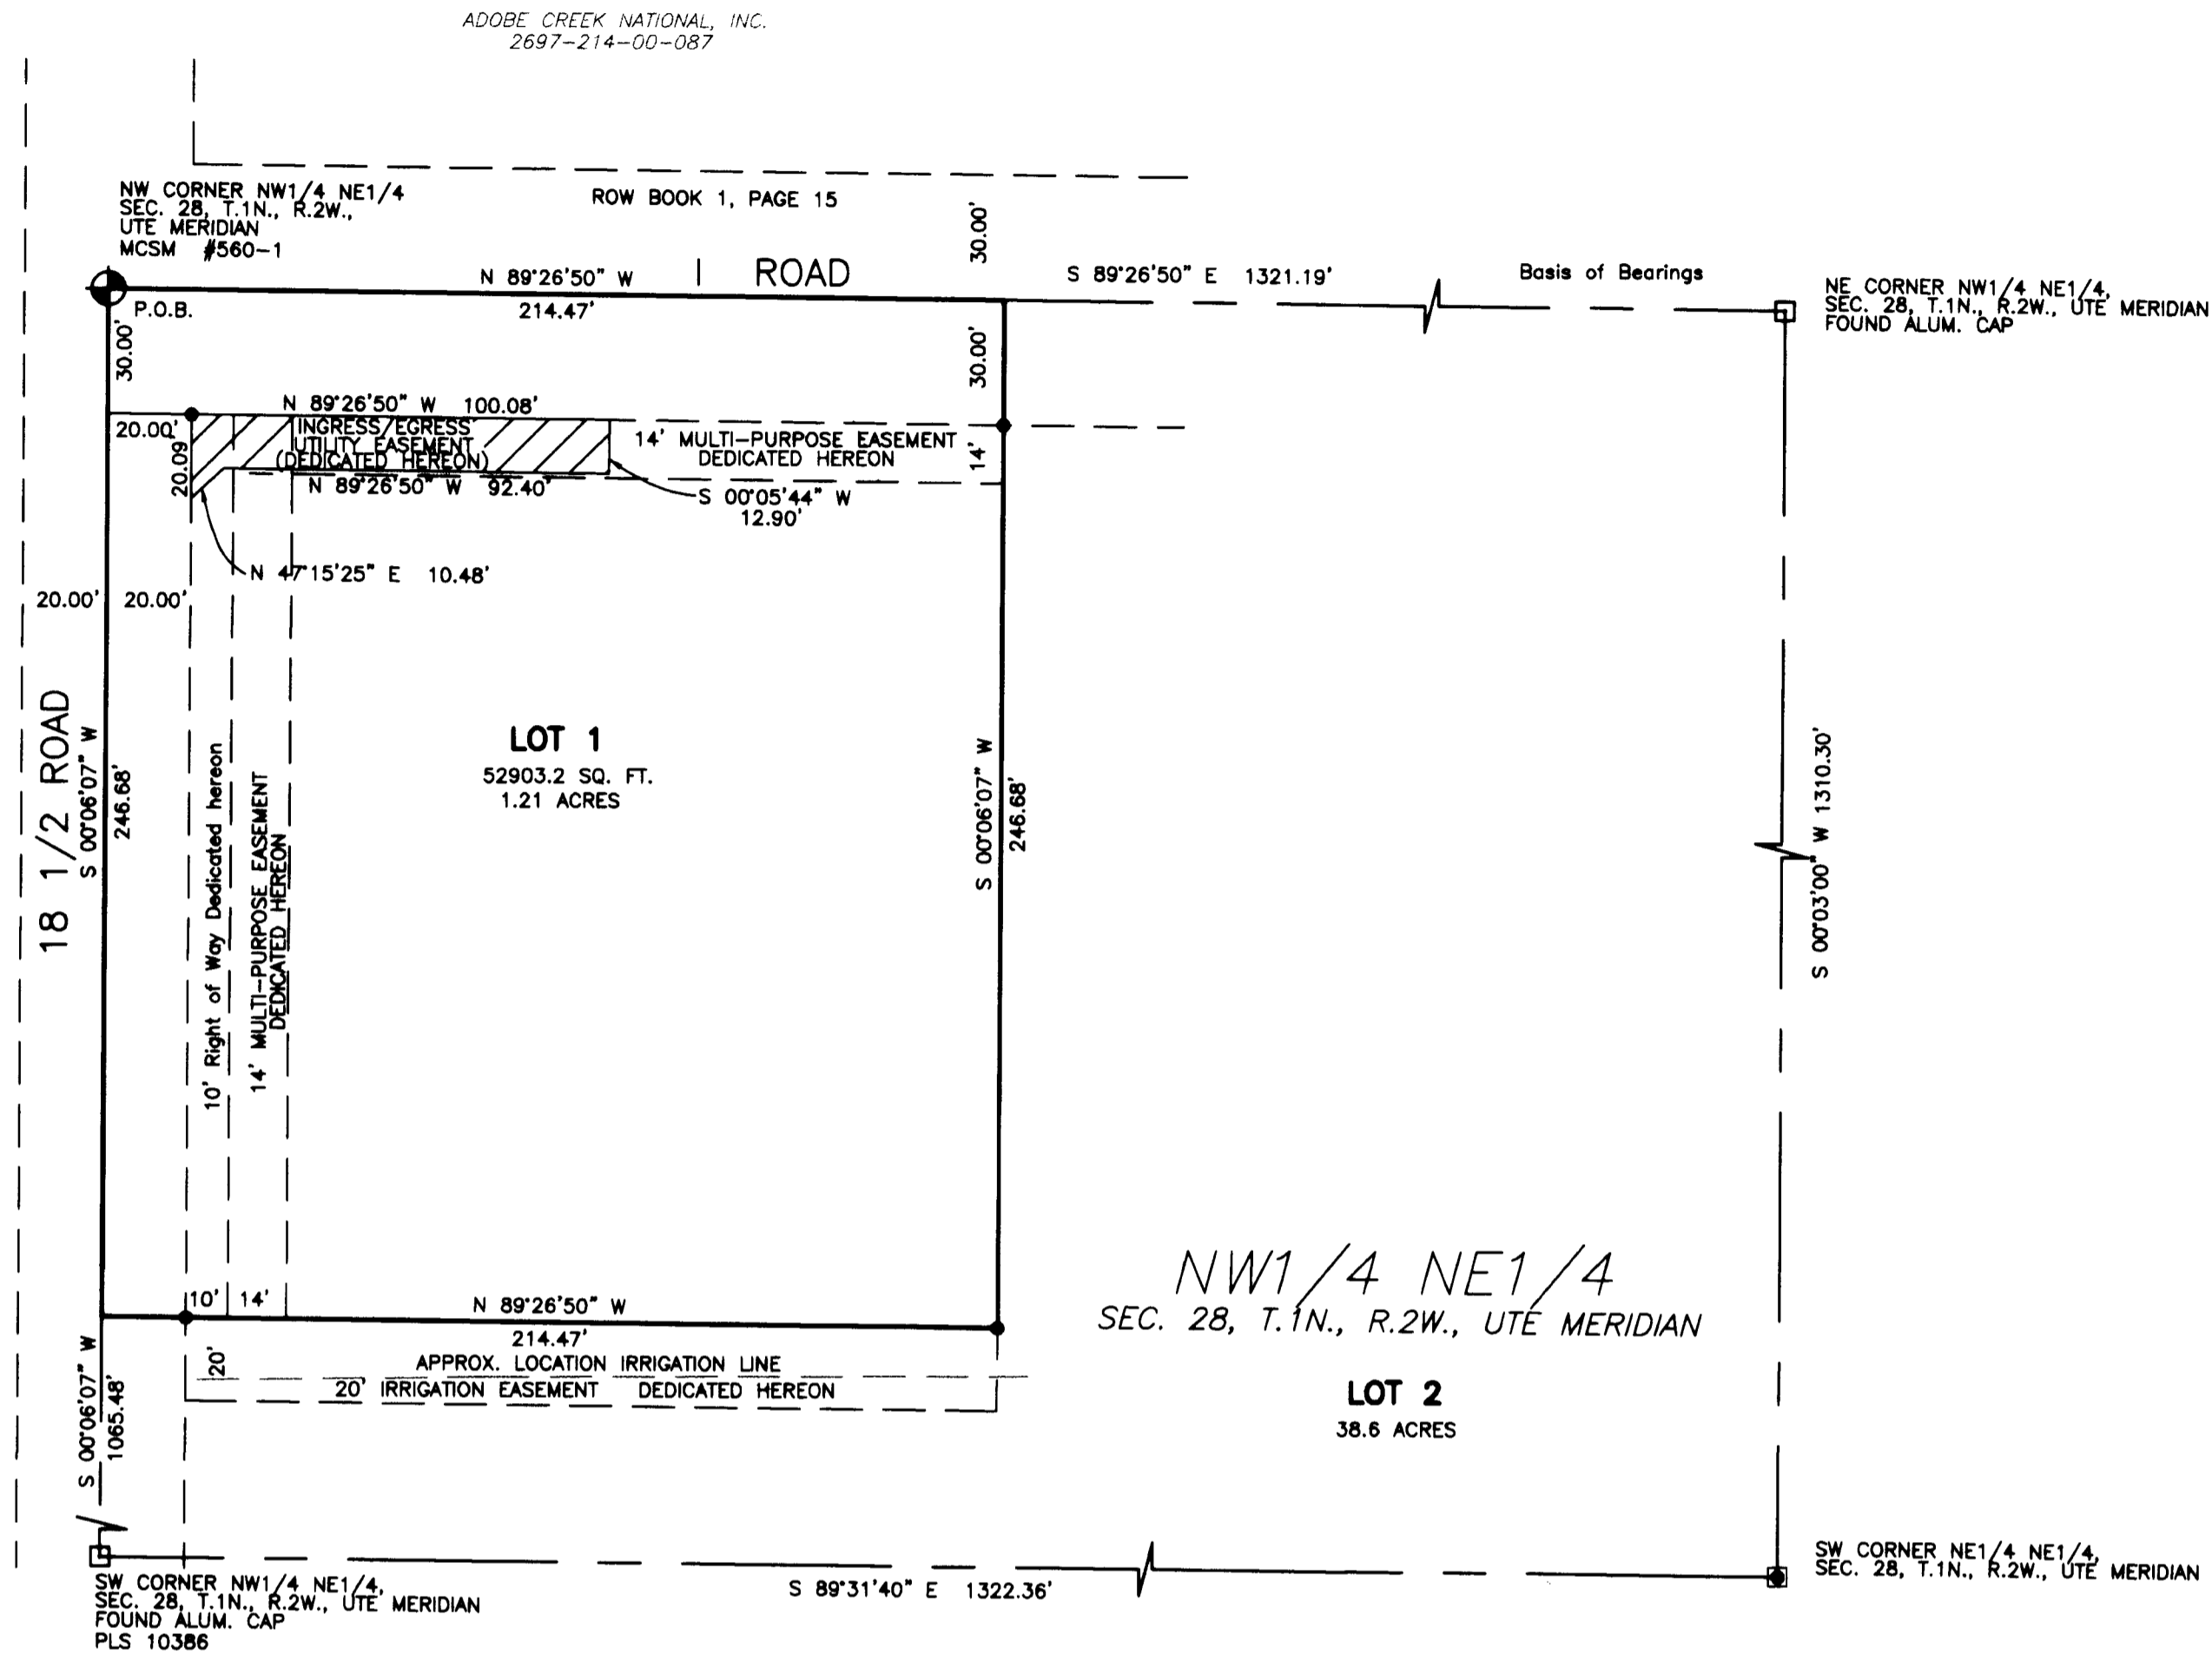 ADOBE CREEK NATIONAL, INC.
2697-214-00-087
NW CORNER NW1/4 NE1/4
SEC. 28, T.1N., R.2W.,
UTE MERIDIAN
MCSM #560-1
ROW BOOK 1, PAGE 15
30.00'
N 89°26'50" W
I ROAD
S 89°26'50" E 1321.19'
Basis of Bearings
NE CORNER NW1/4 NE1/4,
SEC. 28, T.1N., R.2W., UTE MERIDIAN
FOUND ALUM. CAP
P.O.B.
214.47'
30.00'
30.00'
N 89°26'50" W 100.08'
20.00'
20.09'
INGRESS/EGRESS
UTILITY EASEMENT
(DEDICATED HEREON)
14' MULTI-PURPOSE EASEMENT
DEDICATED HEREON
14'
N 89°26'50" W 92.40'
S 00°05'44" W
12.90'
N 47°15'25" E 10.48'
20.00'
20.00'
18 1/2 ROAD
S 00°06'07" W
246.68'
10' Right of Way Dedicated hereon
14' MULTI-PURPOSE EASEMENT
DEDICATED HEREON
LOT 1
52903.2 SQ. FT.
1.21 ACRES
S 00°06'07" W
246.68'
S 00°03'00" W 1310.30'
NW1/4 NE1/4
SEC. 28, T.1N., R.2W., UTE MERIDIAN
10'
14'
N 89°26'50" W
214.47'
20'
APPROX. LOCATION IRRIGATION LINE
20' IRRIGATION EASEMENT DEDICATED HEREON
S 00°06'07" W
1065.48'
LOT 2
38.6 ACRES
SW CORNER NW1/4 NE1/4,
SEC. 28, T.1N., R.2W., UTE MERIDIAN
FOUND ALUM. CAP
PLS 10386
S 89°31'40" E 1322.36'
SW CORNER NE1/4 NE1/4,
SEC. 28, T.1N., R.2W., UTE MERIDIAN